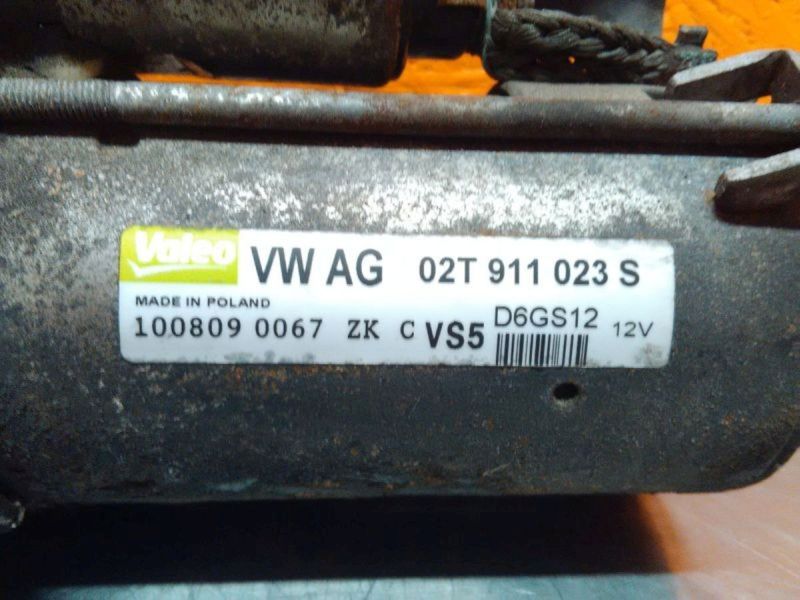 Valeo VW AG 02T 911 023 S
MADE IN POLAND
100809 0067 ZK C VS5 D6GS12 12V